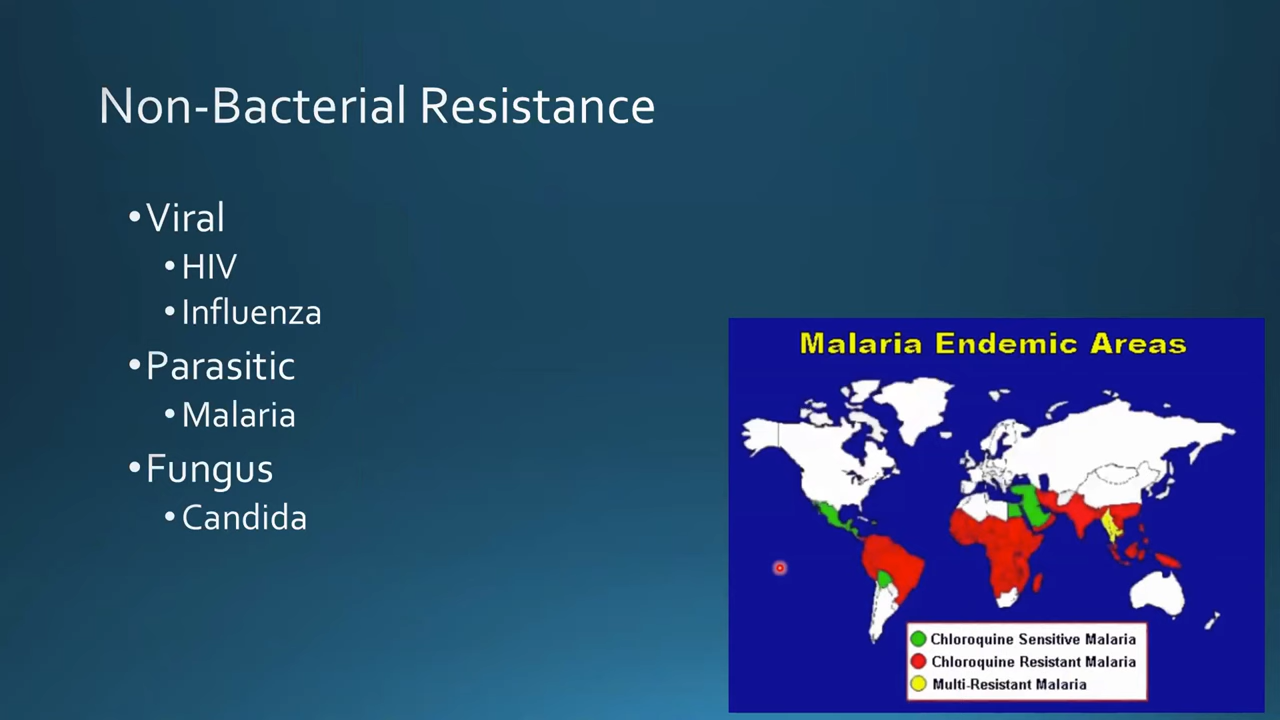 Non-Bacterial Resistance
•Viral
•HIV
•Influenza
•Parasitic
•Malaria
•Fungus
•Candida
Malaria Endemic Areas
Chloroquine Sensitive Malaria
Chloroquine Resistant Malaria
Multi-Resistant Malaria